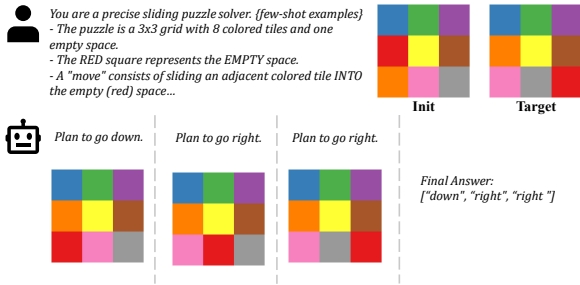 You are a precise sliding puzzle solver. {few-shot examples}
- The puzzle is a 3x3 grid with 8 colored tiles and one
empty space.
- The RED square represents the EMPTY space.
- A "move" consists of sliding an adjacent colored tile INTO
the empty (red) space…
Init
Target
Plan to go down.
Plan to go right.
Plan to go right.
Final Answer:
["down", "right", "right "]